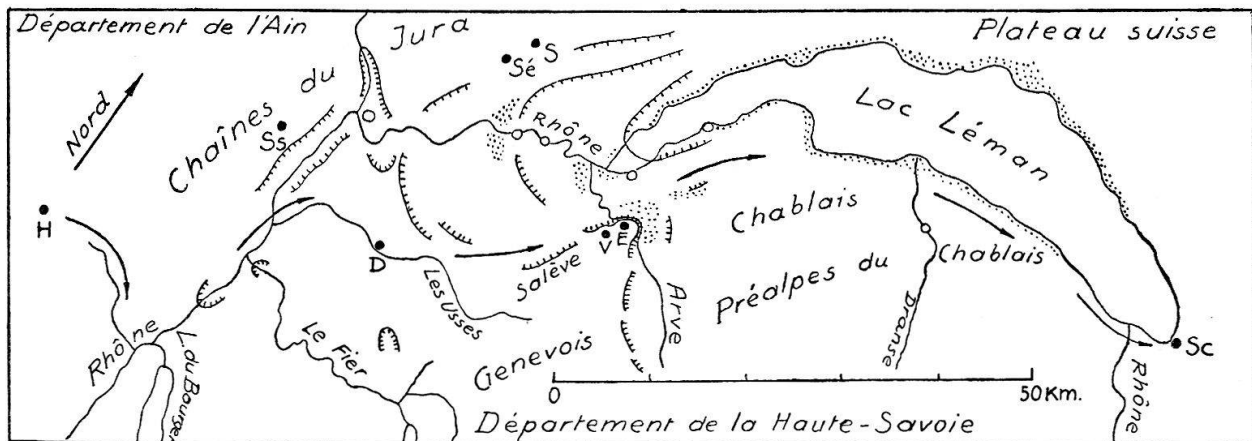 Département de l'Ain
Jura
Plateau suisse
Sé
S
Nord
Chaînes du
Ss
Rhône
Lac Léman
H
D
Chablais
V
E
Salève
Les Usses
Préalpes du
Chablais
Rhône
L. du Bourget
Le Fier
Genevois
Arve
Dranse
Sc
Rhône
0
50 Km.
Département de la Haute-Savoie